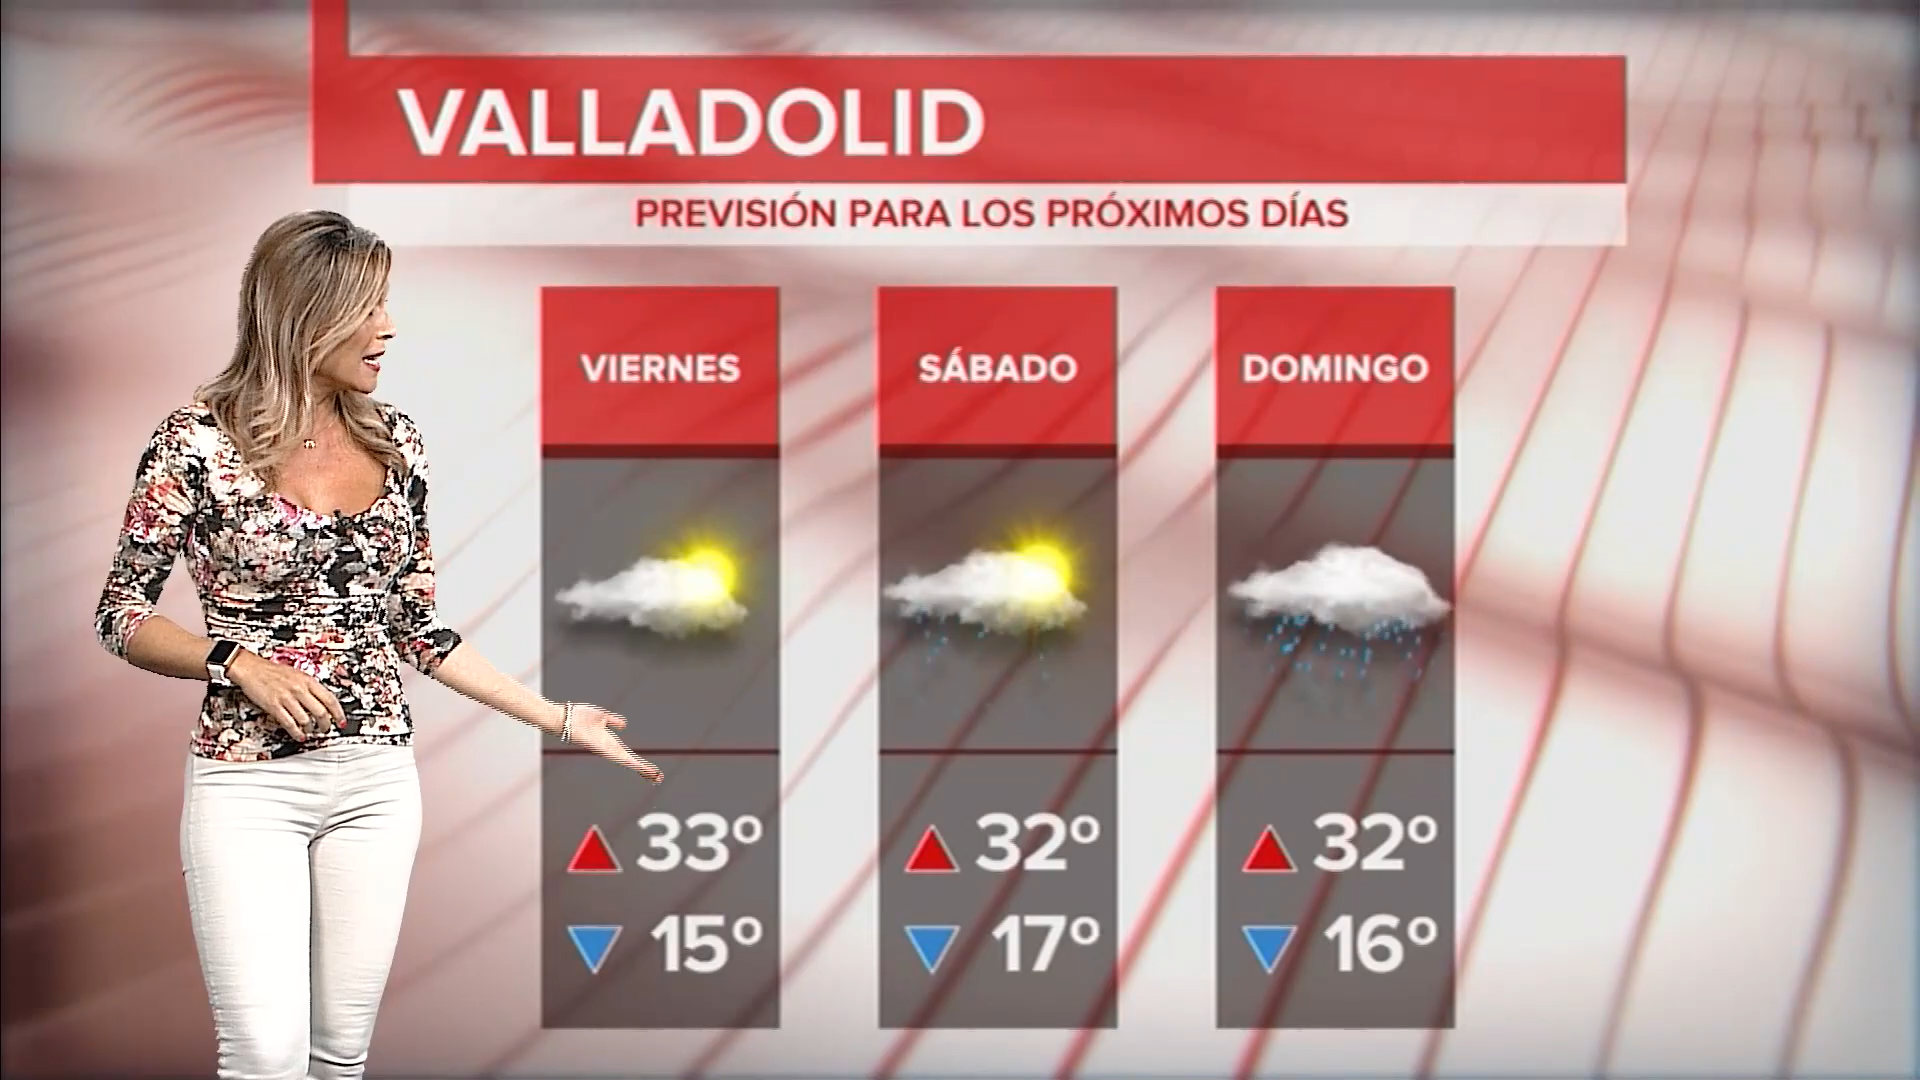 VALLADOLID
PREVISIÓN PARA LOS PRÓXIMOS DÍAS
VIERNES
SÁBADO
DOMINGO
33º
32º
32º
15º
17º
16º